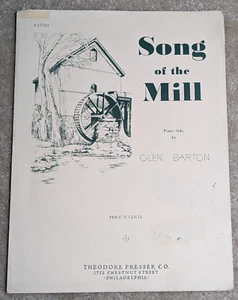 Song
of the
Mill
Piano Solo
by
GLEN BARTON
THEODORE PRESSER CO.
1712 CHESTNUT STREET
PHILADELPHIA